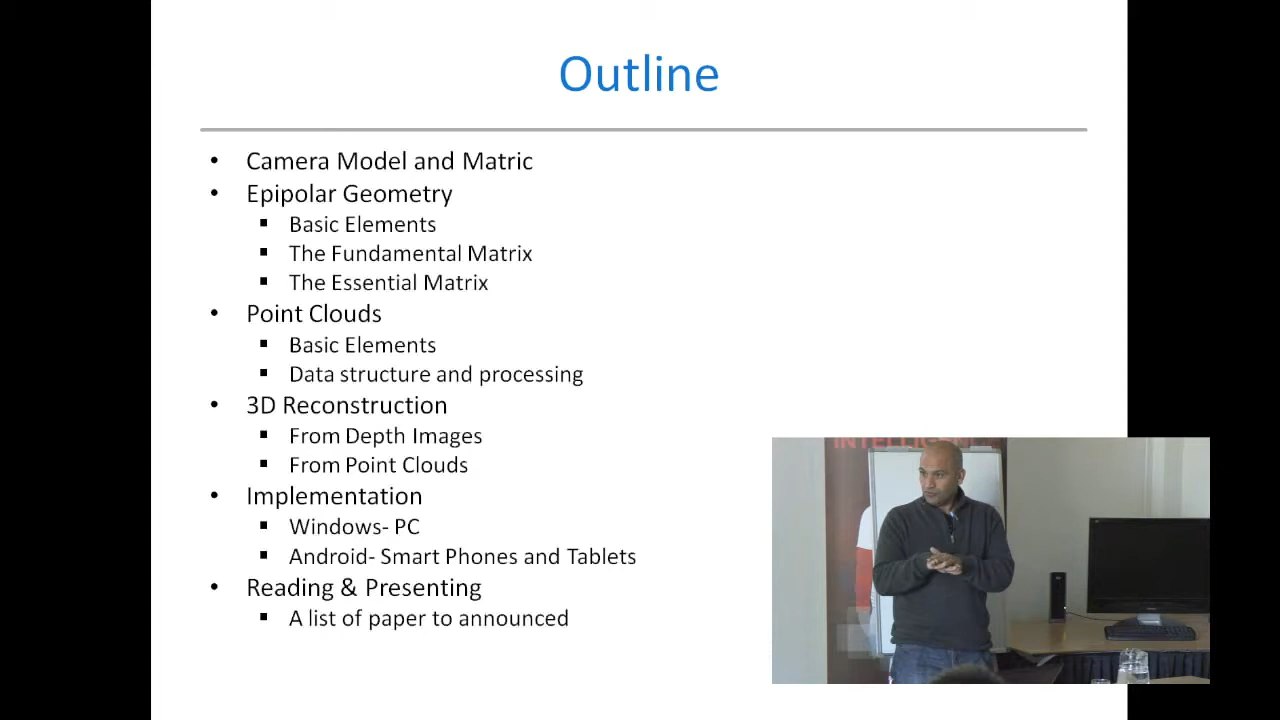 Outline
• Camera Model and Matric
• Epipolar Geometry
▪ Basic Elements
▪ The Fundamental Matrix
▪ The Essential Matrix
• Point Clouds
▪ Basic Elements
▪ Data structure and processing
• 3D Reconstruction
▪ From Depth Images
▪ From Point Clouds
• Implementation
▪ Windows- PC
▪ Android- Smart Phones and Tablets
• Reading & Presenting
▪ A list of paper to announced